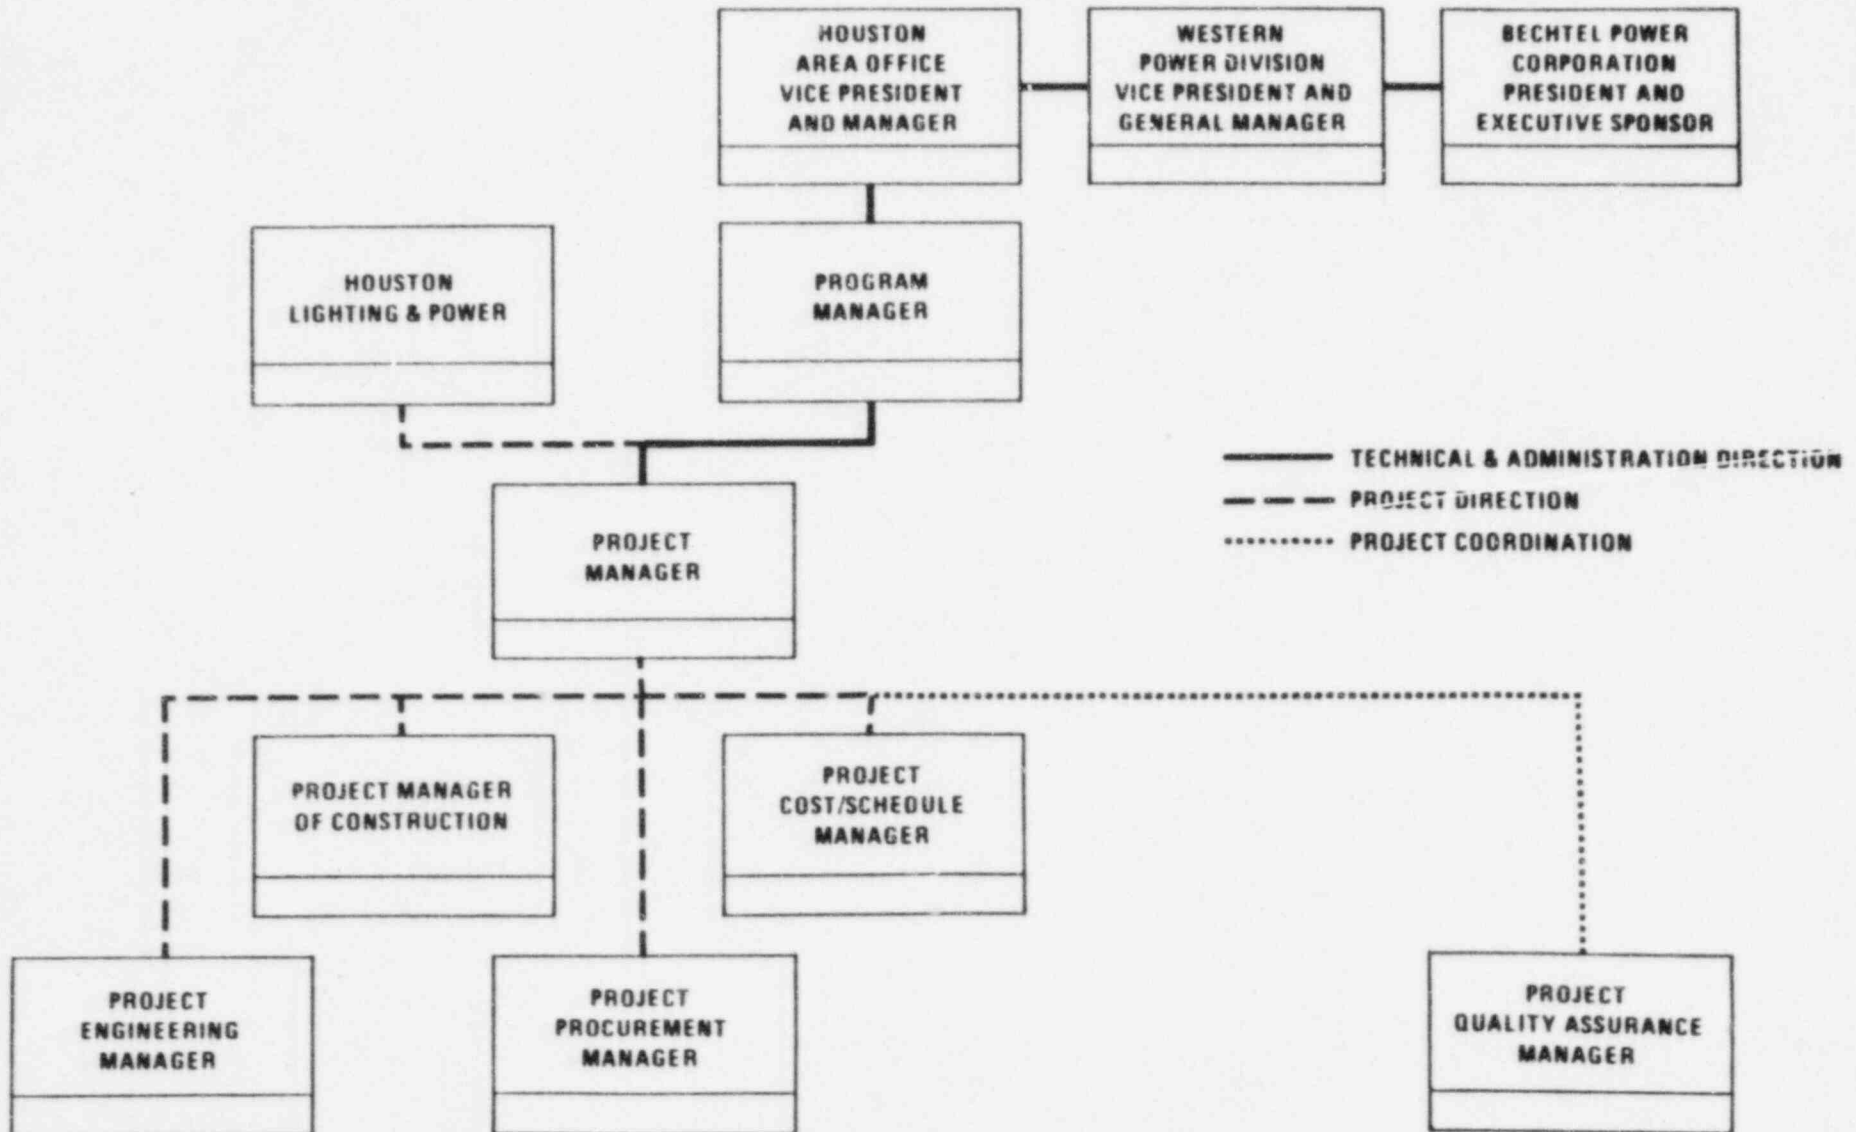 HOUSTON
AREA OFFICE
VICE PRESIDENT
AND MANAGER
WESTERN
POWER DIVISION
VICE PRESIDENT AND
GENERAL MANAGER
BECHTEL POWER
CORPORATION
PRESIDENT AND
EXECUTIVE SPONSOR
HOUSTON
LIGHTING & POWER
PROGRAM
MANAGER
TECHNICAL & ADMINISTRATION DIRECTION
PROJECT DIRECTION
PROJECT COORDINATION
PROJECT
MANAGER
PROJECT MANAGER
OF CONSTRUCTION
PROJECT
COST/SCHEDULE
MANAGER
PROJECT
ENGINEERING
MANAGER
PROJECT
PROCUREMENT
MANAGER
PROJECT
QUALITY ASSURANCE
MANAGER